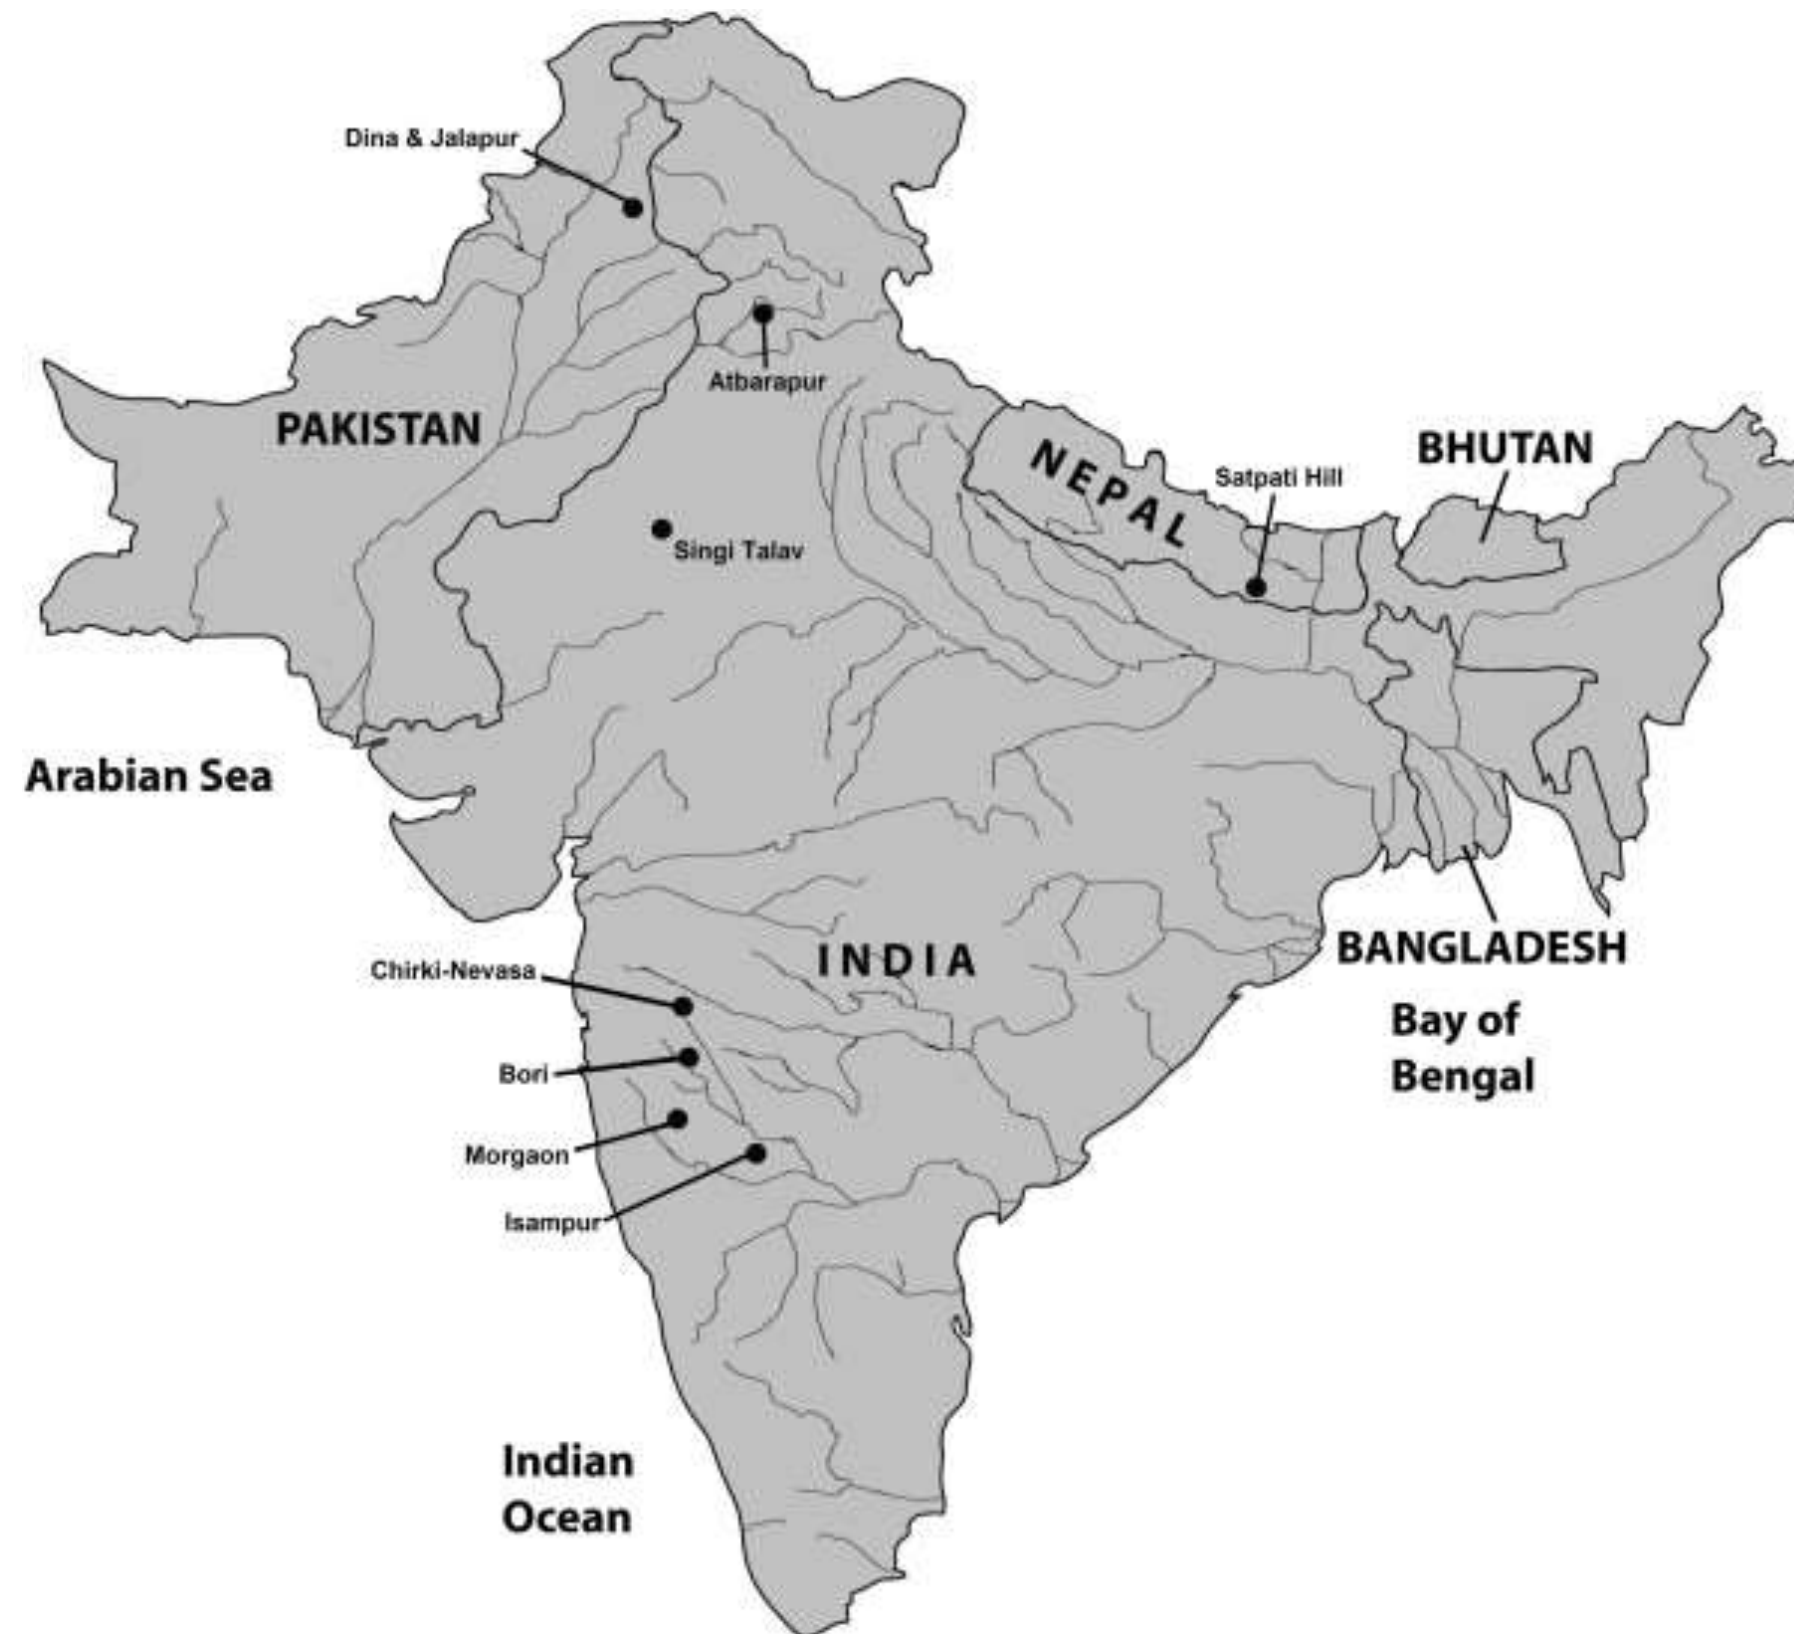 Dina & Jalapur
Atbarapur
PAKISTAN
NEPAL
BHUTAN
Satpati Hill
Singi Talav
Arabian Sea
INDIA
BANGLADESH
Chirki-Nevasa
Bay of
Bengal
Bori
Morgaon
Isampur
Indian
Ocean